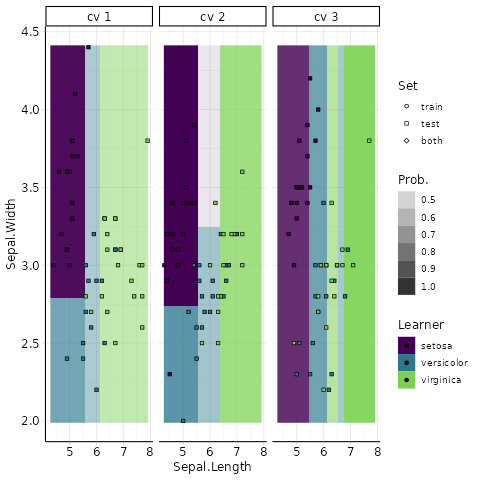 cv 1 cv 2 cv 3
4.5
4.0
3.5
3.0
2.5
2.0
Sepal.Width
5 6 7 8 5 6 7 8 5 6 7 8
Sepal.Length
Set
train
test
both
Prob.
0.5
0.6
0.7
0.8
0.9
1.0
Learner
setosa
versicolor
virginica